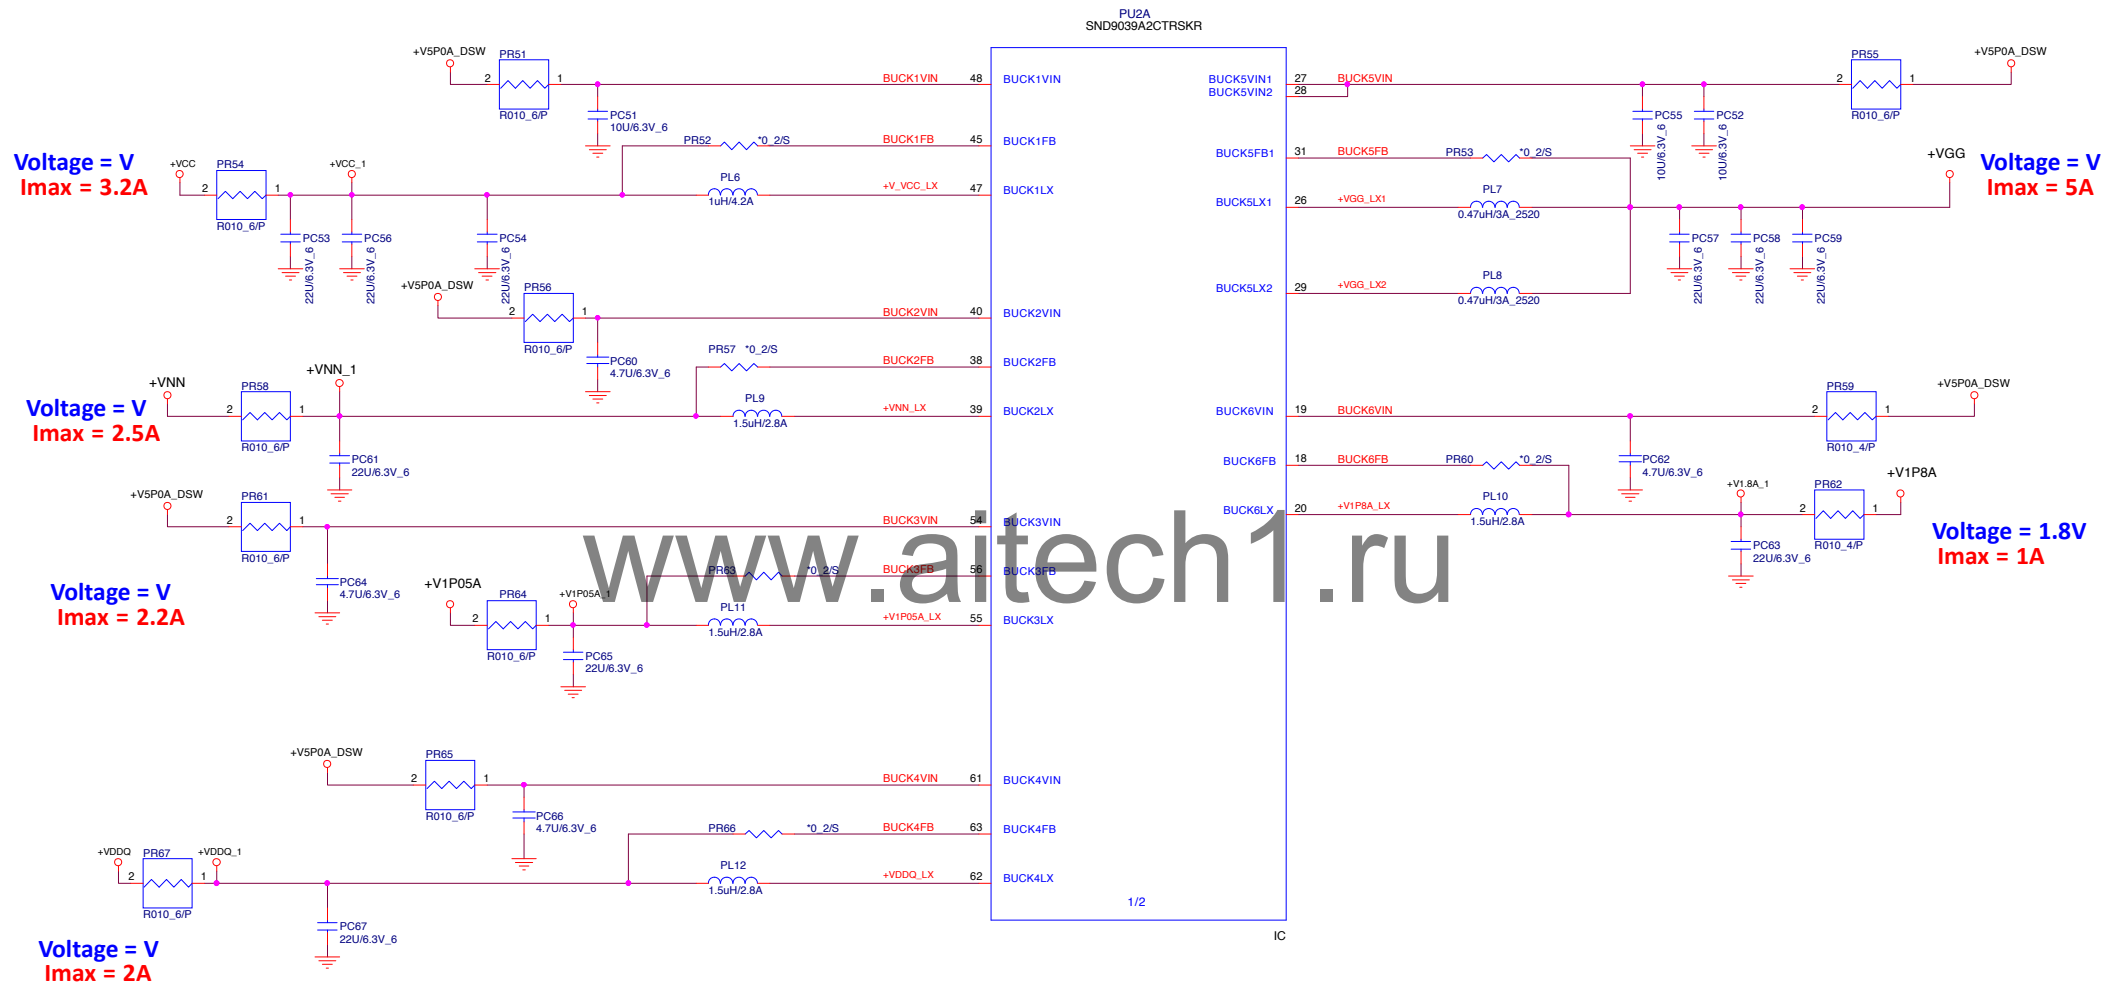 PU2A
SND9039A2CTRSKR
+V5P0A_DSW
PR51
2
1
R010_6/P
BUCK1VIN
48
BUCK1VIN
PC51
10U/6.3V_6
PR52
*0_2/S
BUCK1FB
45
BUCK1FB
Voltage = V
Imax = 3.2A
+VCC
PR54
2
1
R010_6/P
+VCC_1
PL6
1uH/4.2A
+V_VCC_LX
47
BUCK1LX
PC53
22U/6.3V_6
PC56
22U/6.3V_6
PC54
22U/6.3V_6
+V5P0A_DSW
PR56
2
1
R010_6/P
BUCK2VIN
40
BUCK2VIN
PC60
4.7U/6.3V_6
PR57
*0_2/S
BUCK2FB
38
BUCK2FB
+VNN
PR58
2
1
R010_6/P
+VNN_1
Voltage = V
Imax = 2.5A
PL9
1.5uH/2.8A
+VNN_LX
39
BUCK2LX
PC61
22U/6.3V_6
+V5P0A_DSW
PR61
2
1
R010_6/P
BUCK3VIN
54
BUCK3VIN
PC64
4.7U/6.3V_6
Voltage = V
Imax = 2.2A
PR63
*0_2/S
BUCK3FB
56
BUCK3FB
+V1P05A
PR64
2
1
R010_6/P
+V1P05A_1
PL11
1.5uH/2.8A
+V1P05A_LX
55
BUCK3LX
PC65
22U/6.3V_6
+V5P0A_DSW
PR65
2
1
R010_6/P
BUCK4VIN
61
BUCK4VIN
PC66
4.7U/6.3V_6
PR66
*0_2/S
BUCK4FB
63
BUCK4FB
+VDDQ
PR67
2
1
R010_6/P
+VDDQ_1
PL12
1.5uH/2.8A
+VDDQ_LX
62
BUCK4LX
PC67
22U/6.3V_6
Voltage = V
Imax = 2A
1/2
IC
BUCK5VIN1
27
BUCK5VIN
BUCK5VIN2
28
PC55
10U/6.3V_6
PC52
10U/6.3V_6
PR55
2
1
R010_6/P
+V5P0A_DSW
BUCK5FB1
31
BUCK5FB
PR53
*0_2/S
BUCK5LX1
26
+VGG_LX1
PL7
0.47uH/3A_2520
+VGG
Voltage = V
Imax = 5A
PC57
22U/6.3V_6
PC58
22U/6.3V_6
PC59
22U/6.3V_6
BUCK5LX2
29
+VGG_LX2
PL8
0.47uH/3A_2520
BUCK6VIN
19
BUCK6VIN
PR59
2
1
R010_4/P
+V5P0A_DSW
PC62
4.7U/6.3V_6
BUCK6FB
18
BUCK6FB
PR60
*0_2/S
BUCK6LX
20
+V1P8A_LX
PL10
1.5uH/2.8A
+V1.8A_1
PR62
2
1
R010_4/P
+V1P8A
PC63
22U/6.3V_6
Voltage = 1.8V
Imax = 1A
www.aitech1.ru